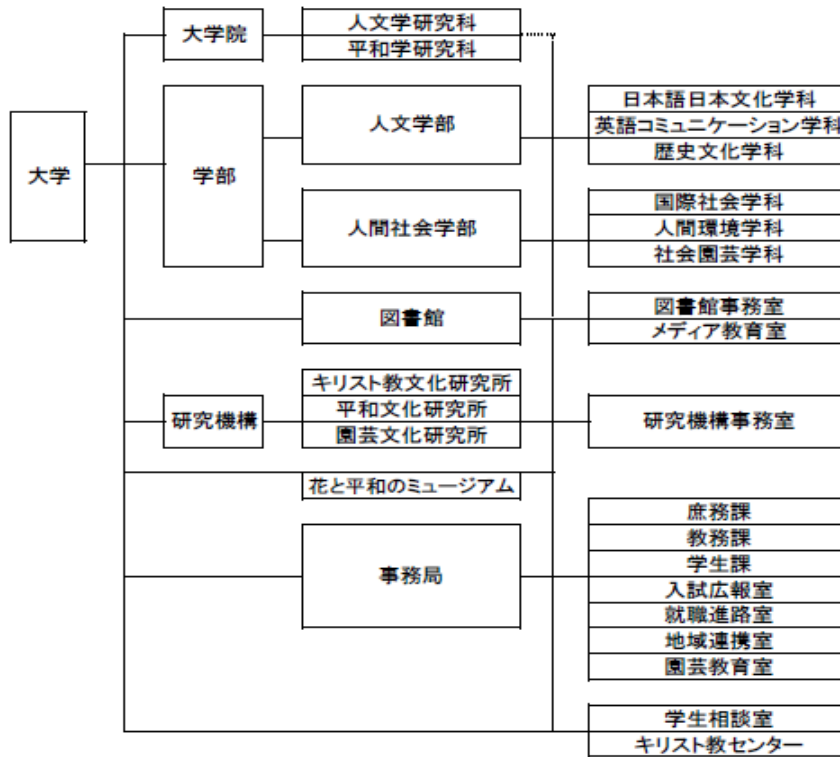 大学
大学院
人文学研究科
平和学研究科
学部
人文学部
日本語日本文化学科
英語コミュニケーション学科
歴史文化学科
人間社会学部
国際社会学科
人間環境学科
社会園芸学科
図書館
図書館事務室
メディア教育室
研究機構
キリスト教文化研究所
平和文化研究所
園芸文化研究所
研究機構事務室
花と平和のミュージアム
事務局
庶務課
教務課
学生課
入試広報室
就職進路室
地域連携室
園芸教育室
学生相談室
キリスト教センター